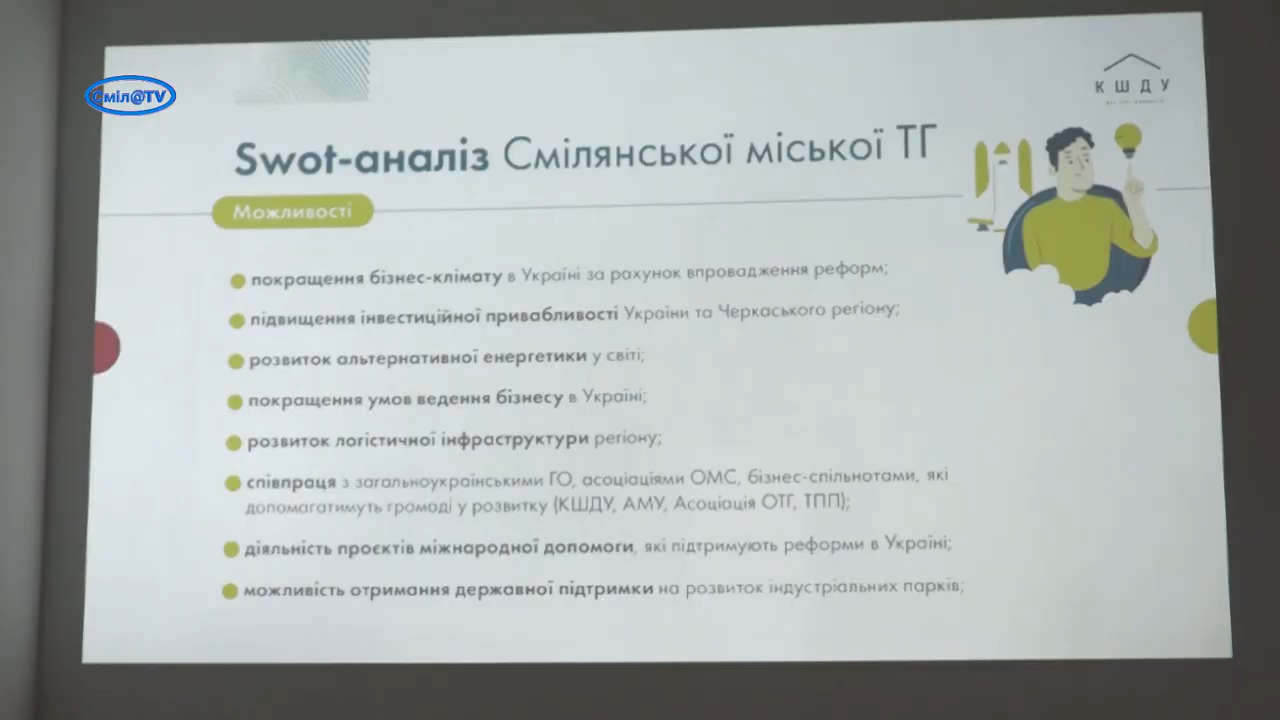 Сміл@TV
КШДУ
Swot-аналіз Смілянської міської ТГ
Можливості
покращення бізнес-клімату в Україні за рахунок впровадження реформ;
підвищення інвестиційної привабливості України та Черкаського регіону;
розвиток альтернативної енергетики у світі;
покращення умов ведення бізнесу в Україні;
розвиток логістичної інфраструктури регіону;
співпраця з загальноукраїнськими ГО, асоціаціями ОМС, бізнес-спільнотами, які
допомагатимуть громаді у розвитку (КШДУ, АМУ, Асоціація ОТГ, ТПП);
діяльність проєктів міжнародної допомоги, які підтримують реформи в Україні;
можливість отримання державної підтримки на розвиток індустріальних парків;